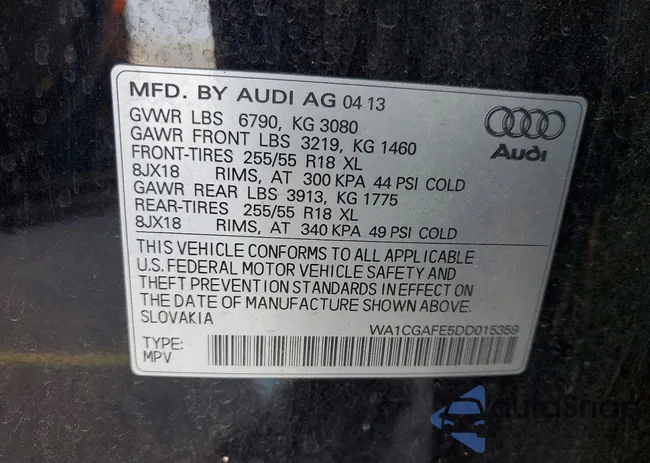 MFD. BY AUDI AG 04 13
GVWR LBS 6790, KG 3080
GAWR FRONT LBS 3219, KG 1460
FRONT-TIRES 255/55 R18 XL
8JX18 RIMS, AT 300 KPA 44 PSI COLD
GAWR REAR LBS 3913, KG 1775
REAR-TIRES 255/55 R18 XL
8JX18 RIMS, AT 340 KPA 49 PSI COLD
Audi
THIS VEHICLE CONFORMS TO ALL APPLICABLE
U.S. FEDERAL MOTOR VEHICLE SAFETY AND
THEFT PREVENTION STANDARDS IN EFFECT ON
THE DATE OF MANUFACTURE SHOWN ABOVE.
SLOVAKIA
WA1CGAFE5DD015359
TYPE:
MPV
autoSnap